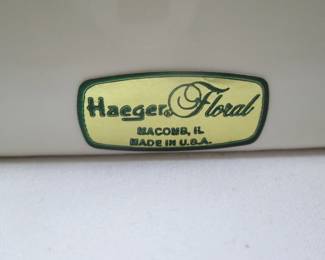 Haeger® Floral
MACOMB, IL
MADE IN U.S.A.